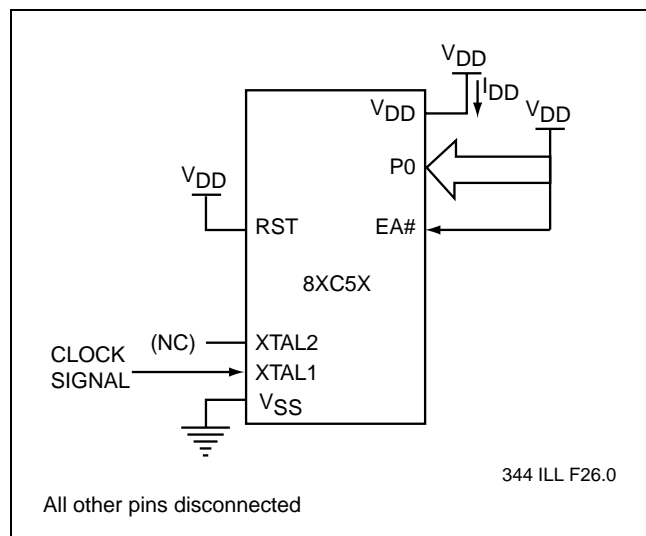 VDD
IDD
VDD
VDD
P0
VDD
RST
EA#
8XC5X
(NC)
XTAL2
CLOCK
SIGNAL
XTAL1
VSS
344 ILL F26.0
All other pins disconnected